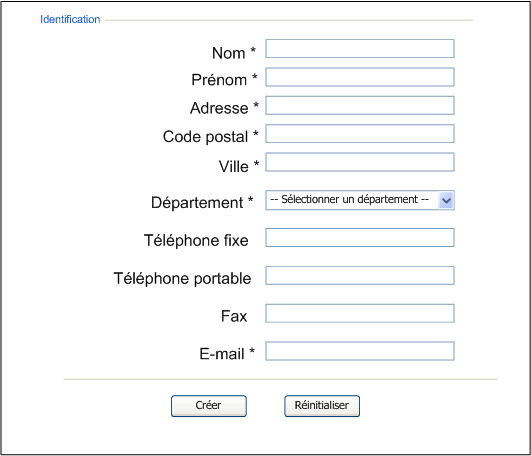 Identification
Nom *
Prénom *
Adresse *
Code postal *
Ville *
Département * -- Sélectionner un département --
Téléphone fixe
Téléphone portable
Fax
E-mail *
Créer Réinitialiser